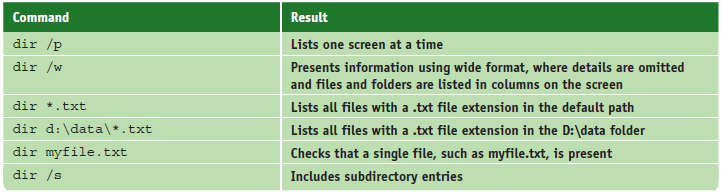 Command Result
dir /p Lists one screen at a time
dir /w Presents information using wide format, where details are omitted
and files and folders are listed in columns on the screen
dir *.txt Lists all files with a .txt file extension in the default path
dir d:\data\*.txt Lists all files with a .txt file extension in the D:\data folder
dir myfile.txt Checks that a single file, such as myfile.txt, is present
dir /s Includes subdirectory entries